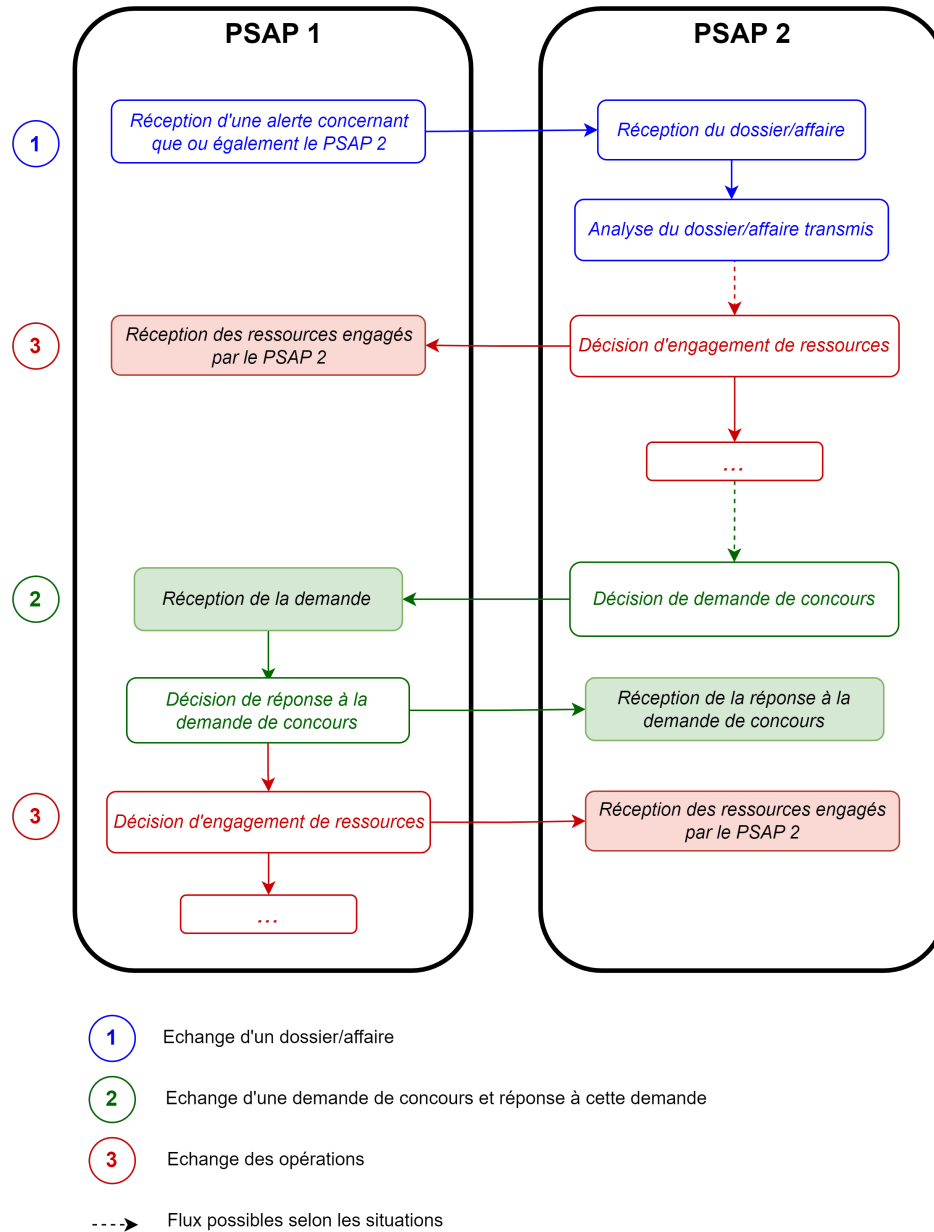 PSAP 1
PSAP 2
1
Réception d'une alerte concernant
que ou également le PSAP 2
Réception du dossier/affaire
Analyse du dossier/affaire transmis
3
Réception des ressources engagés
par le PSAP 2
Décision d'engagement de ressources
...
2
Réception de la demande
Décision de demande de concours
Décision de réponse à la
demande de concours
Réception de la réponse à la
demande de concours
3
Décision d'engagement de ressources
Réception des ressources engagés
par le PSAP 2
...
1 Echange d'un dossier/affaire
2 Echange d'une demande de concours et réponse à cette demande
3 Echange des opérations
Flux possibles selon les situations